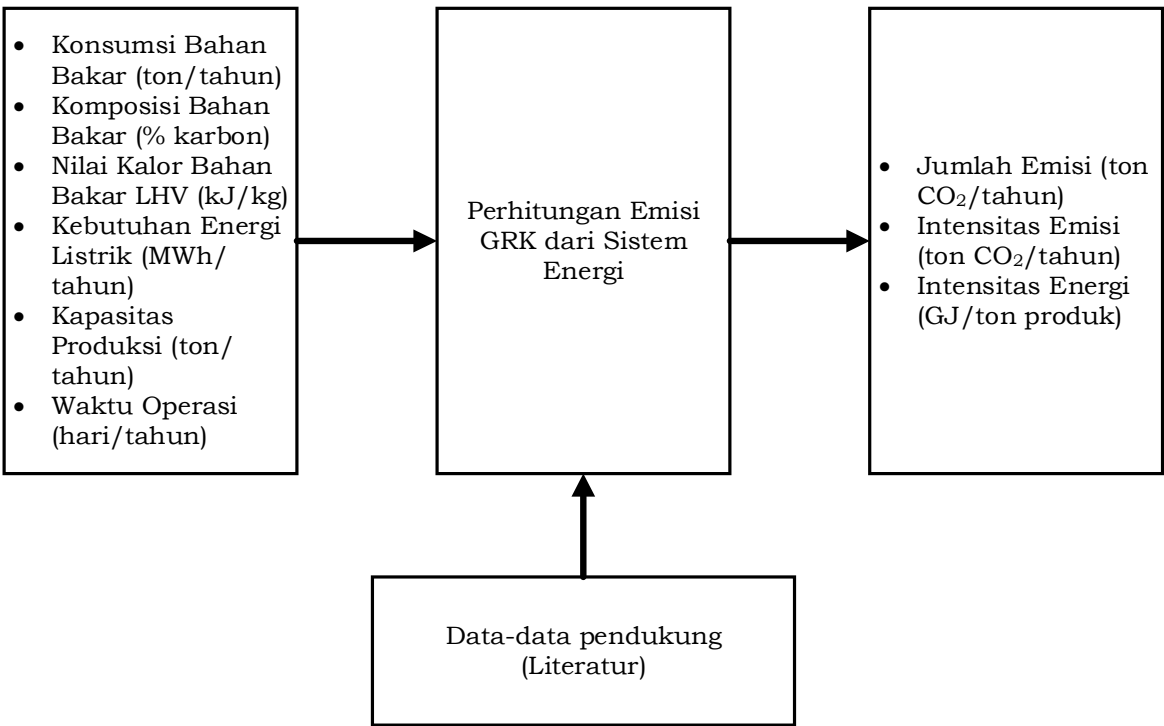 • Konsumsi Bahan
Bakar (ton/tahun)
• Komposisi Bahan
Bakar (% karbon)
• Nilai Kalor Bahan
Bakar LHV (kJ/kg)
• Kebutuhan Energi
Listrik (MWh/
tahun)
• Kapasitas
Produksi (ton/
tahun)
• Waktu Operasi
(hari/tahun)
Perhitungan Emisi
GRK dari Sistem
Energi
• Jumlah Emisi (ton
CO₂/tahun)
• Intensitas Emisi
(ton CO₂/tahun)
• Intensitas Energi
(GJ/ton produk)
Data-data pendukung
(Literatur)